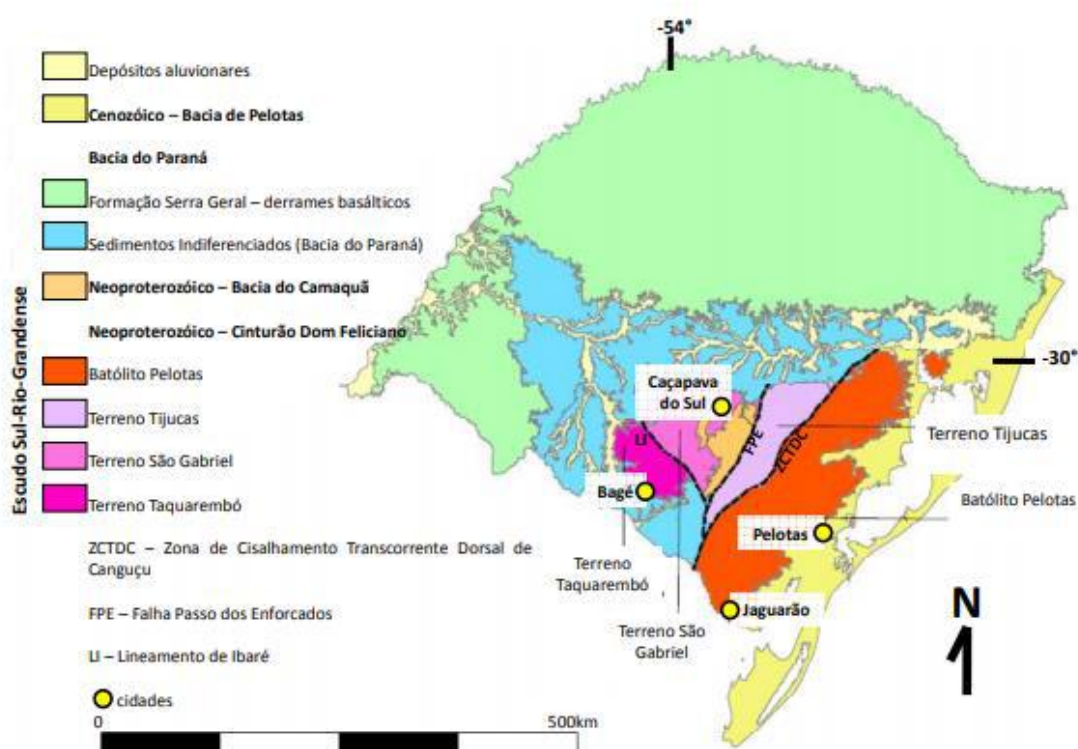 -54°
Depósitos aluvionares
Cenozóico – Bacia de Pelotas
Bacia do Paraná
Formação Serra Geral – derrames basálticos
Sedimentos Indiferenciados (Bacia do Paraná)
Neoproterozóico – Bacia do Camaquã
Neoproterozóico – Cinturão Dom Feliciano
Batólito Pelotas
Terreno Tijucas
Terreno São Gabriel
Terreno Taquarembó
Escudo Sul-Rio-Grandense
ZCTDC – Zona de Cisalhamento Transcorrente Dorsal de
Canguçu
FPE – Falha Passo dos Enforcados
LI – Lineamento de Ibaré
cidades
0
500km
-30°
Caçapava
do Sul
LI
FPE
ZCTDC
Terreno Tijucas
Bagé
Batólito Pelotas
Pelotas
Terreno
Taquarembó
Jaguarão
Terreno São
Gabriel
N